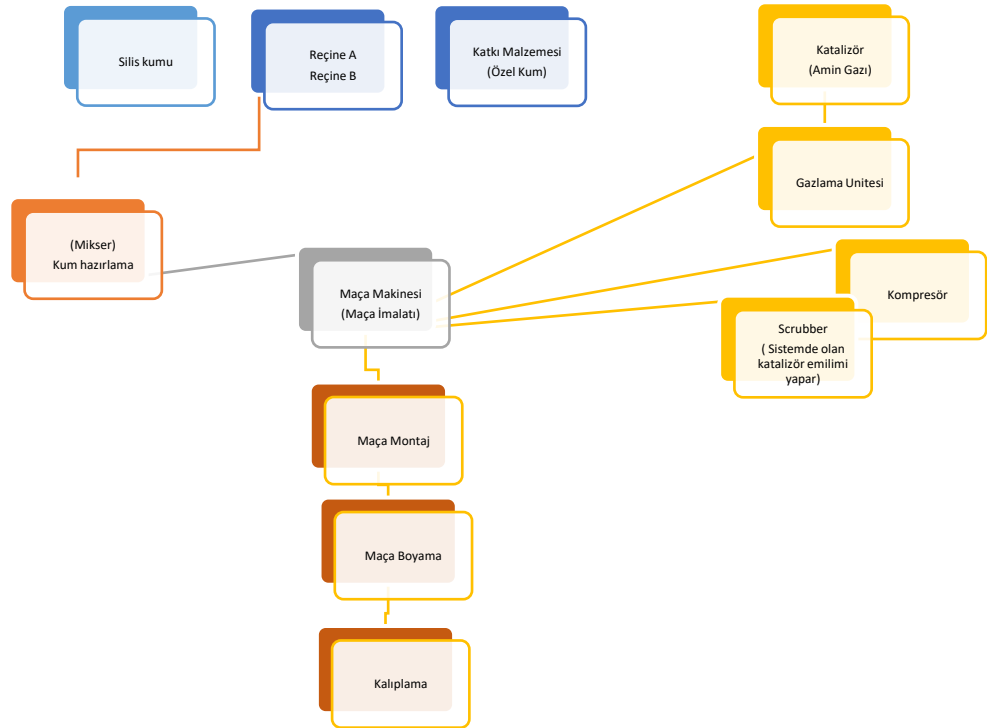 Silis kumu
Reçine A
Reçine B
Katkı Malzemesi
(Özel Kum)
Katalizör
(Amin Gazı)
Gazlama Unitesi
(Mikser)
Kum hazırlama
Maça Makinesi
(Maça İmalatı)
Kompresör
Scrubber
( Sistemde olan
katalizör emilimi
yapar)
Maça Montaj
Maça Boyama
Kalıplama